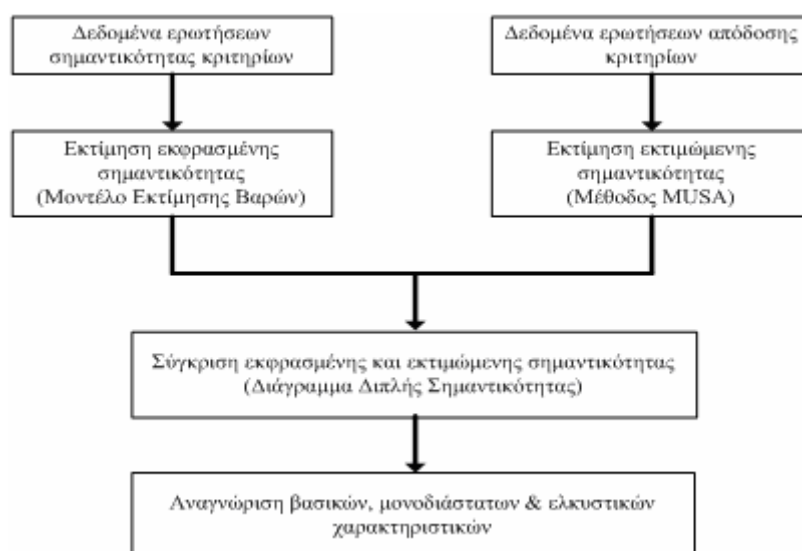 Δεδομένα ερωτήσεων
σημαντικότητας κριτηρίων
Δεδομένα ερωτήσεων απόδοσης
κριτηρίων
Εκτίμηση εκφρασμένης
σημαντικότητας
(Μοντέλο Εκτίμησης Βαρών)
Εκτίμηση εκτιμώμενης
σημαντικότητας
(Μέθοδος MUSA)
Σύγκριση εκφρασμένης και εκτιμώμενης σημαντικότητας
(Διάγραμμα Διπλής Σημαντικότητας)
Αναγνώριση βασικών, μονοδιάστατων & ελκυστικών
χαρακτηριστικών